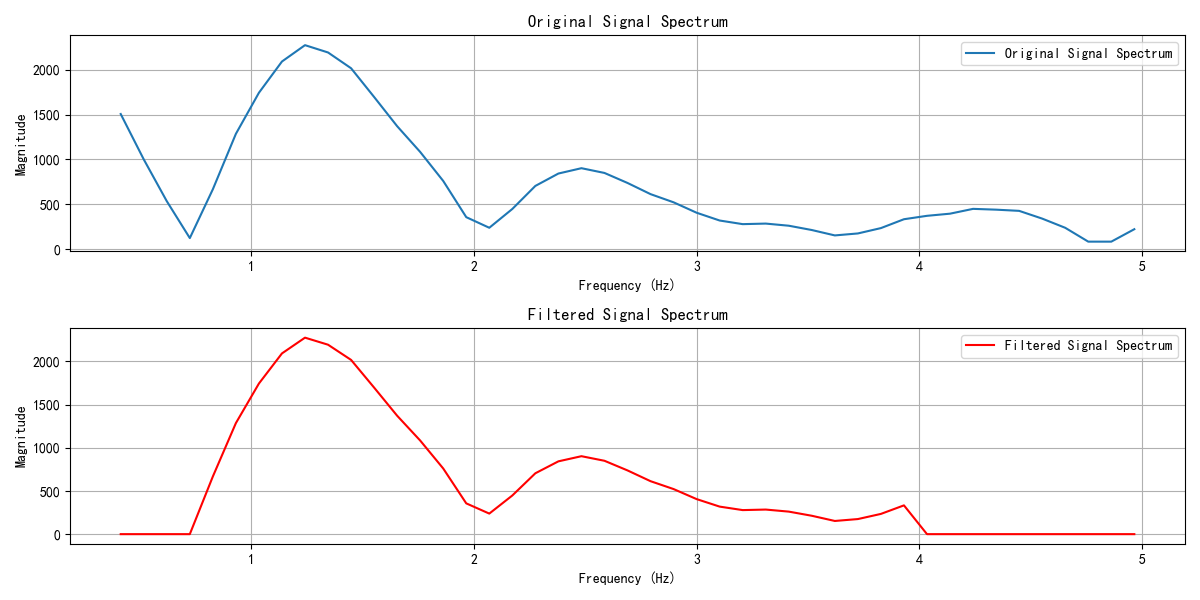 Original Signal Spectrum
Original Signal Spectrum
2000
1500
1000
500
0
Magnitude
1 2 3 4 5
Frequency (Hz)
Filtered Signal Spectrum
Filtered Signal Spectrum
2000
1500
1000
500
0
Magnitude
1 2 3 4 5
Frequency (Hz)